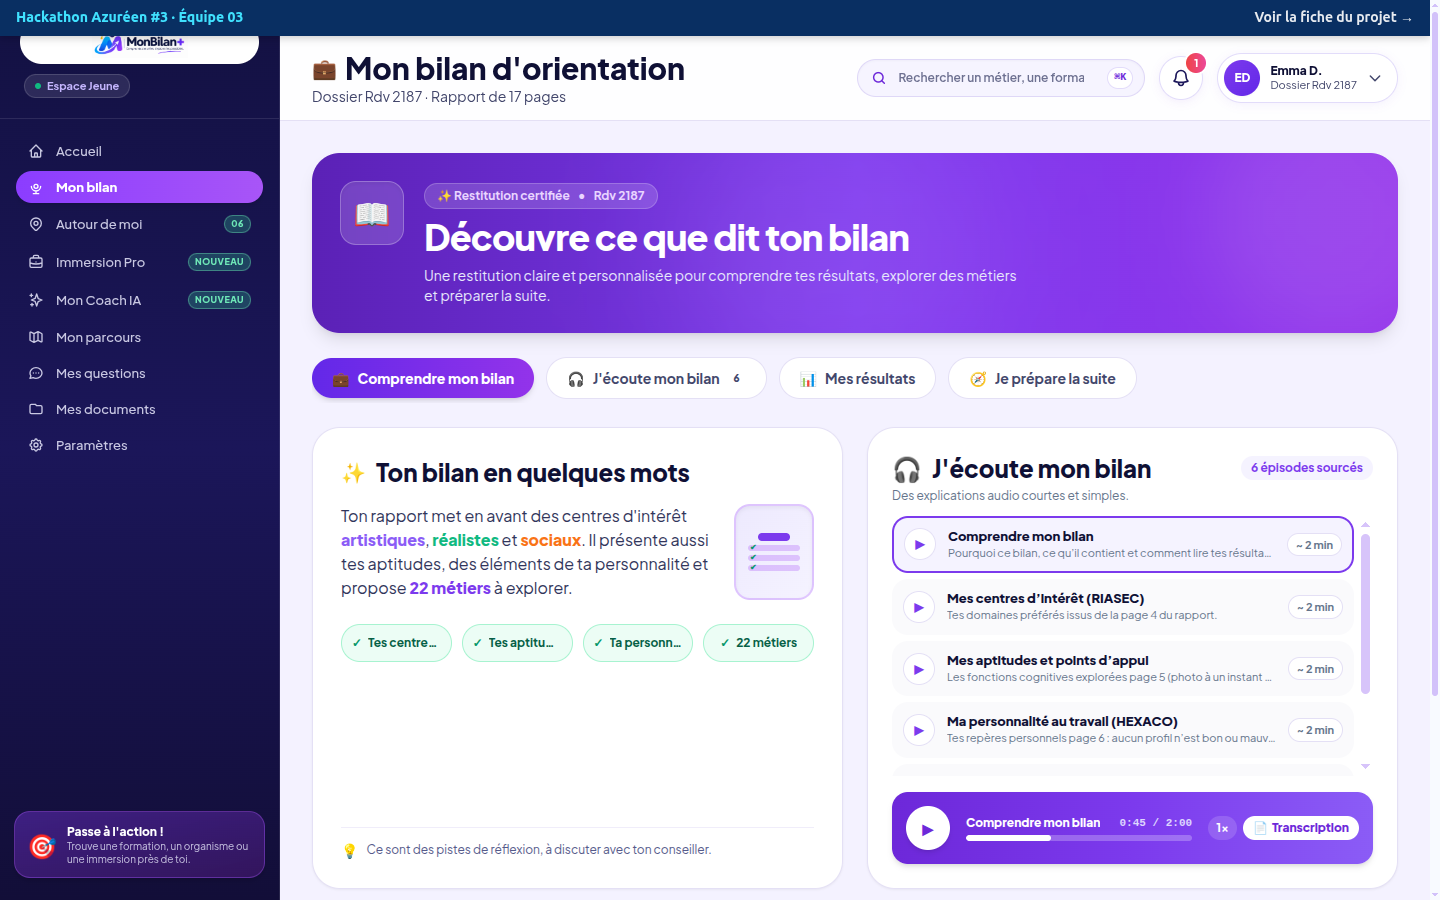 Hackathon Azuréen #3 · Équipe 03
Voir la fiche du projet →
MonBilan+
Espace Jeune
Accueil
Mon bilan
Autour de moi
06
Immersion Pro
NOUVEAU
Mon Coach IA
NOUVEAU
Mon parcours
Mes questions
Mes documents
Paramètres
Passe à l'action !
Trouve une formation, un organisme ou
une immersion près de toi.
Mon bilan d'orientation
Dossier Rdv 2187 · Rapport de 17 pages
Rechercher un métier, une forma
⌘K
1
ED
Emma D.
Dossier Rdv 2187
✨ Restitution certifiée • Rdv 2187
Découvre ce que dit ton bilan
Une restitution claire et personnalisée pour comprendre tes résultats, explorer des métiers
et préparer la suite.
Comprendre mon bilan
J'écoute mon bilan 6
Mes résultats
Je prépare la suite
Ton bilan en quelques mots
Ton rapport met en avant des centres d'intérêt
artistiques, réalistes et sociaux. Il présente aussi
tes aptitudes, des éléments de ta personnalité et
propose 22 métiers à explorer.
✓ Tes centre…
✓ Tes aptitu…
✓ Ta personn…
✓ 22 métiers
Ce sont des pistes de réflexion, à discuter avec ton conseiller.
J'écoute mon bilan
6 épisodes sourcés
Des explications audio courtes et simples.
Comprendre mon bilan
Pourquoi ce bilan, ce qu'il contient et comment lire tes résulta…
~ 2 min
Mes centres d'intérêt (RIASEC)
Tes domaines préférés issus de la page 4 du rapport.
~ 2 min
Mes aptitudes et points d'appui
Les fonctions cognitives explorées page 5 (photo à un instant …
~ 2 min
Ma personnalité au travail (HEXACO)
Tes repères personnels page 6 : aucun profil n'est bon ou mauv…
~ 2 min
Comprendre mon bilan
0:45 / 2:00
1×
Transcription